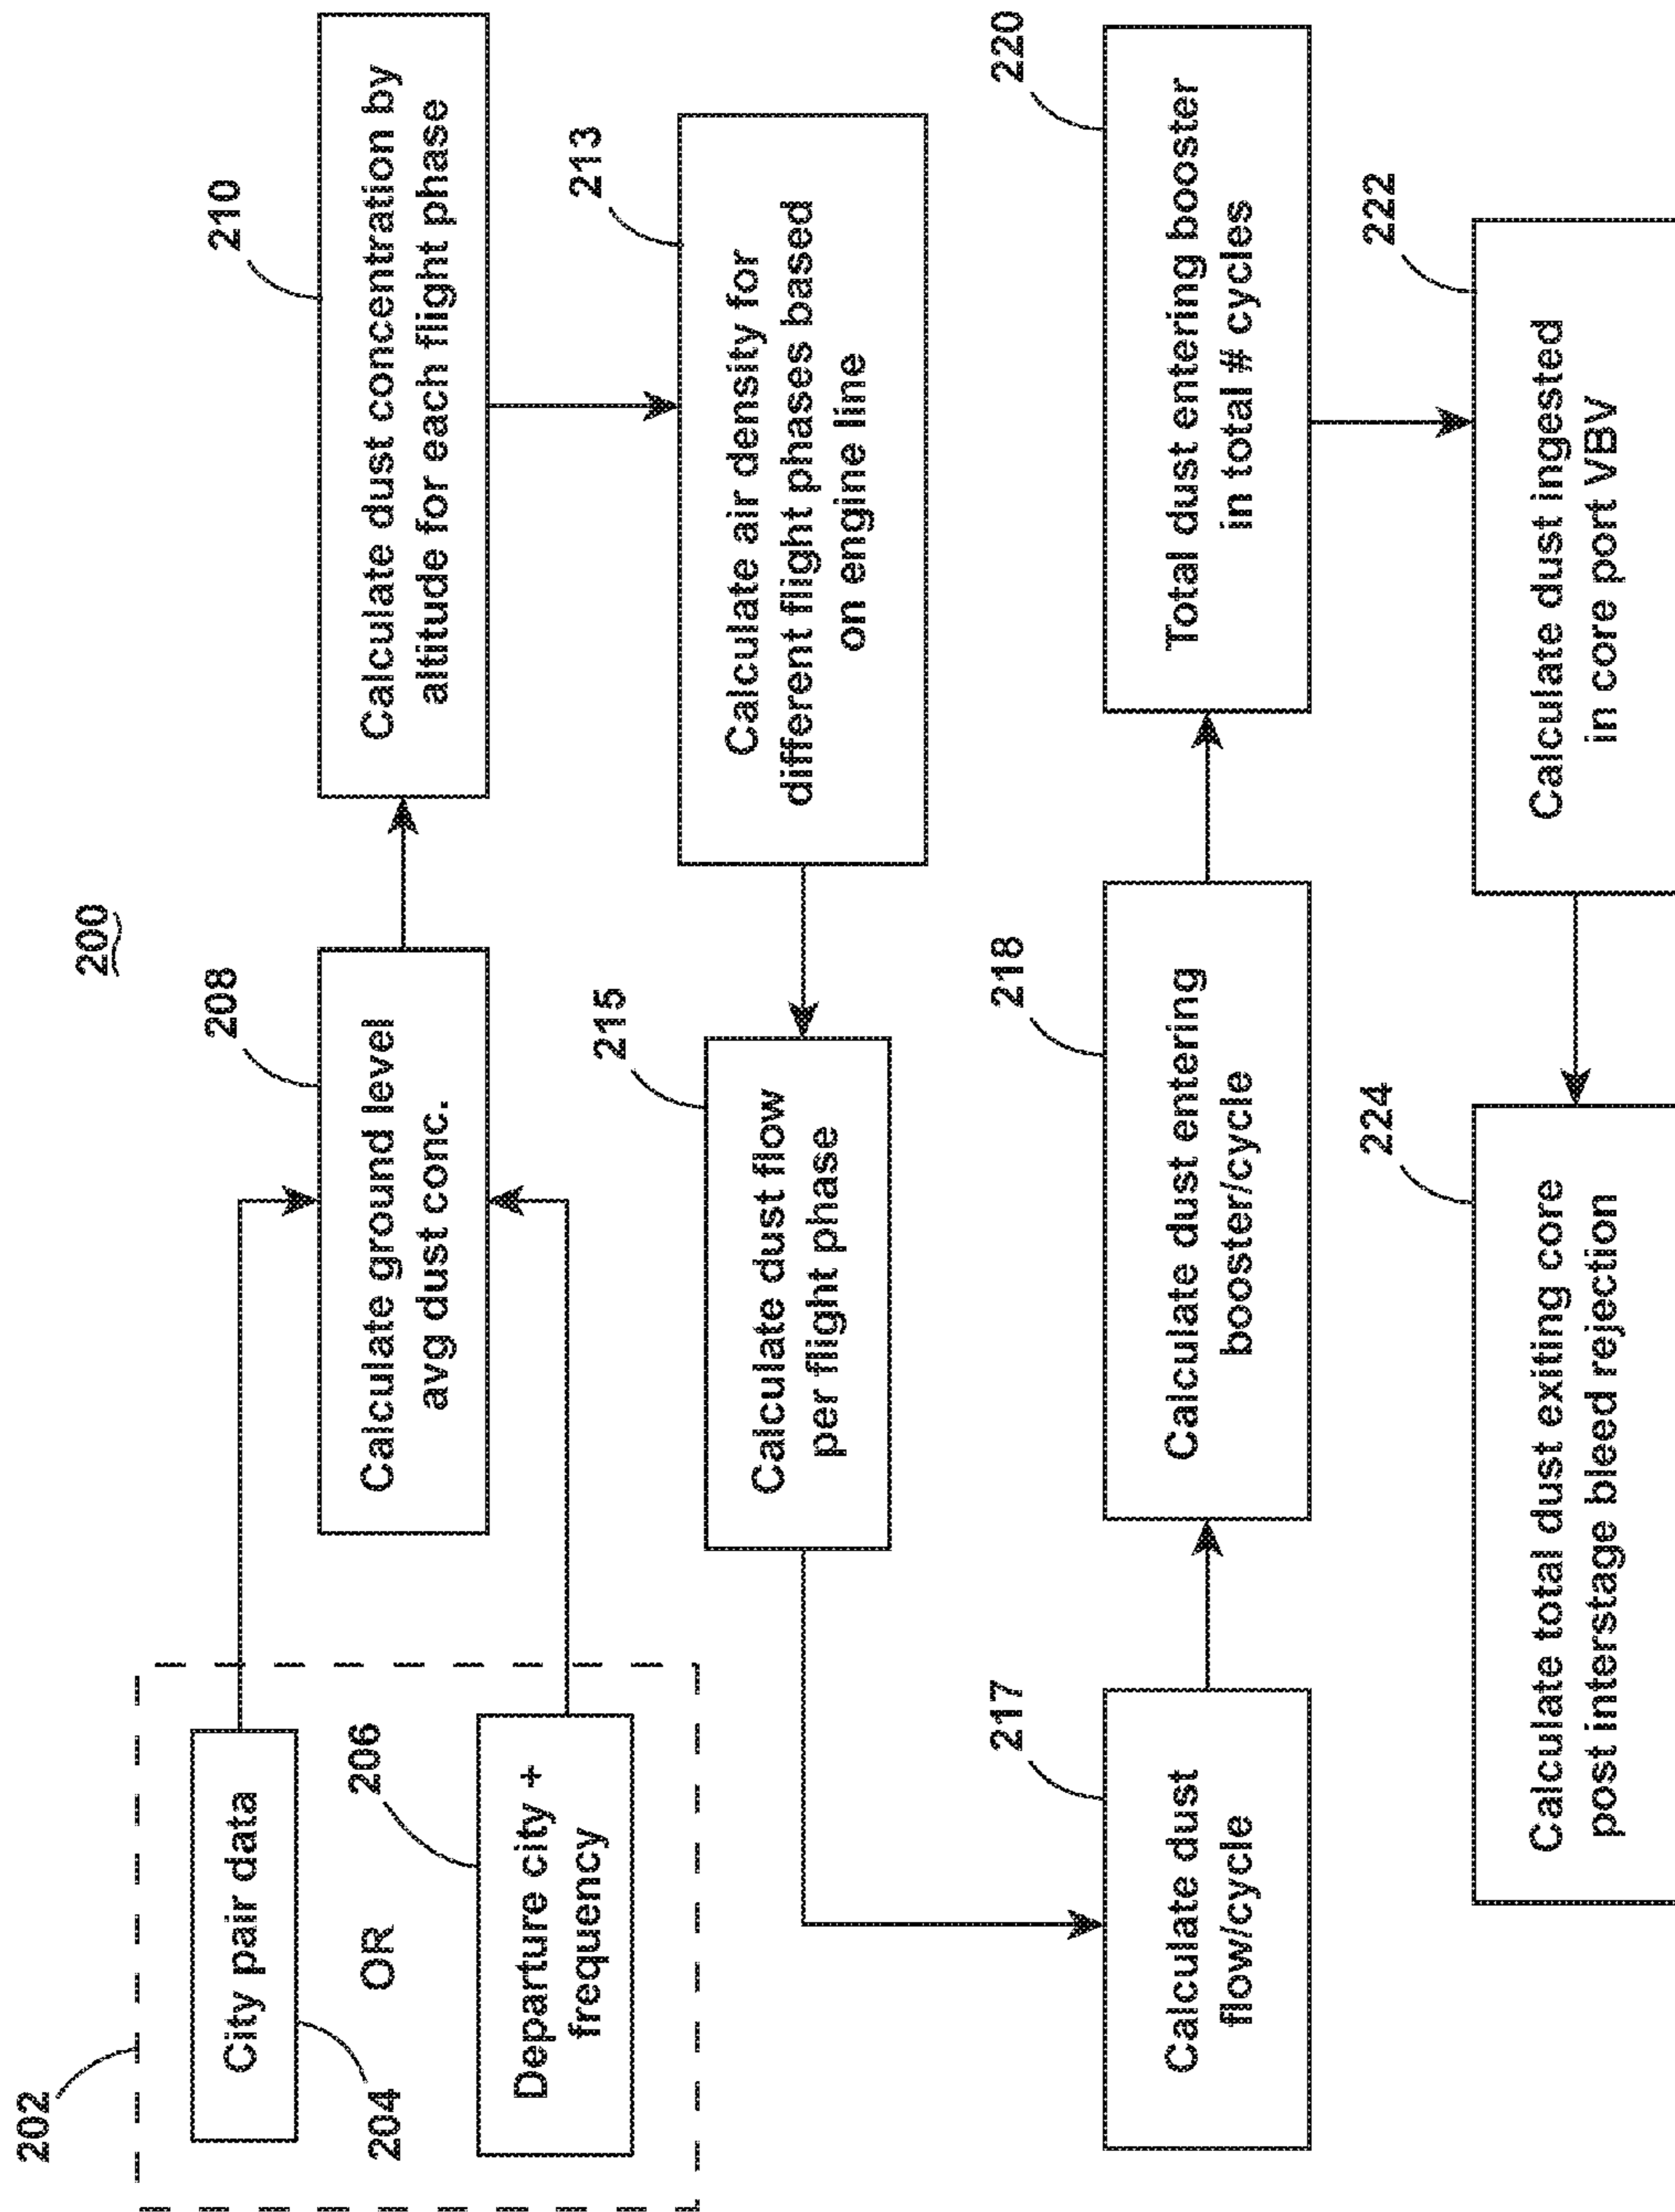 200
202
City pair data
204
OR
206
Departure city +
frequency
208
Calculate ground level
avg dust conc.
210
Calculate dust concentration by
altitude for each flight phase
213
Calculate air density for
different flight phases based
on engine line
215
Calculate dust flow
per flight phase
217
Calculate dust
flow/cycle
218
Calculate dust entering
booster/cycle
220
Total dust entering booster
in total # cycles
222
Calculate dust ingested
in core port VBV
224
Calculate total dust exiting core
post interstage bleed rejection